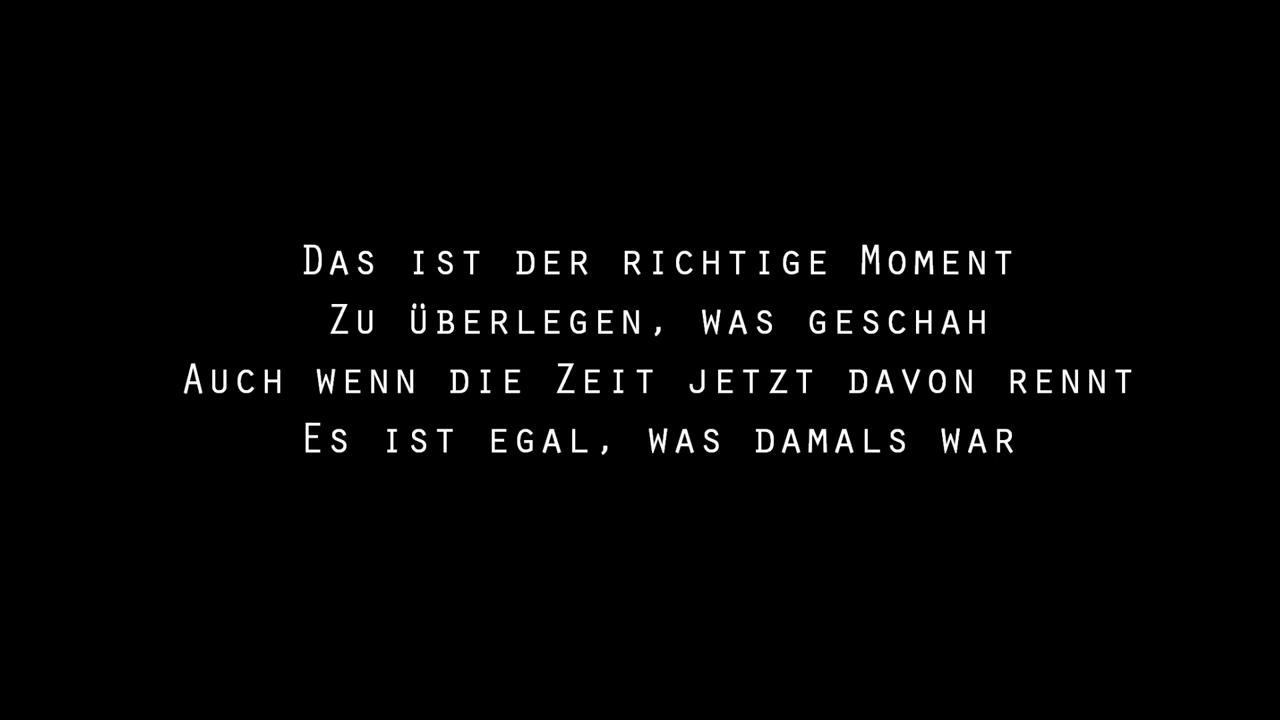 Das ist der richtige Moment
Zu überlegen, was geschah
Auch wenn die Zeit jetzt davon rennt
Es ist egal, was damals war